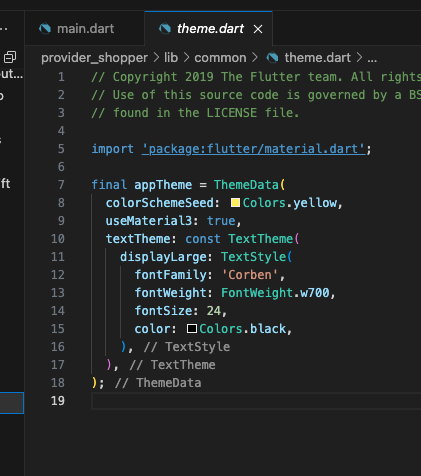 main.dart theme.dart
provider_shopper > lib > common > theme.dart > ...
out...
1 // Copyright 2019 The Flutter team. All rights
2 // Use of this source code is governed by a BS
3 // found in the LICENSE file.
4
5 import 'package:flutter/material.dart';
6
ft
7 final appTheme = ThemeData(
8 colorSchemeSeed: Colors.yellow,
9 useMaterial3: true,
10 textTheme: const TextTheme(
11 displayLarge: TextStyle(
12 fontFamily: 'Corben',
13 fontWeight: FontWeight.w700,
14 fontSize: 24,
15 color: Colors.black,
16 ), // TextStyle
17 ), // TextTheme
18 ); // ThemeData
19